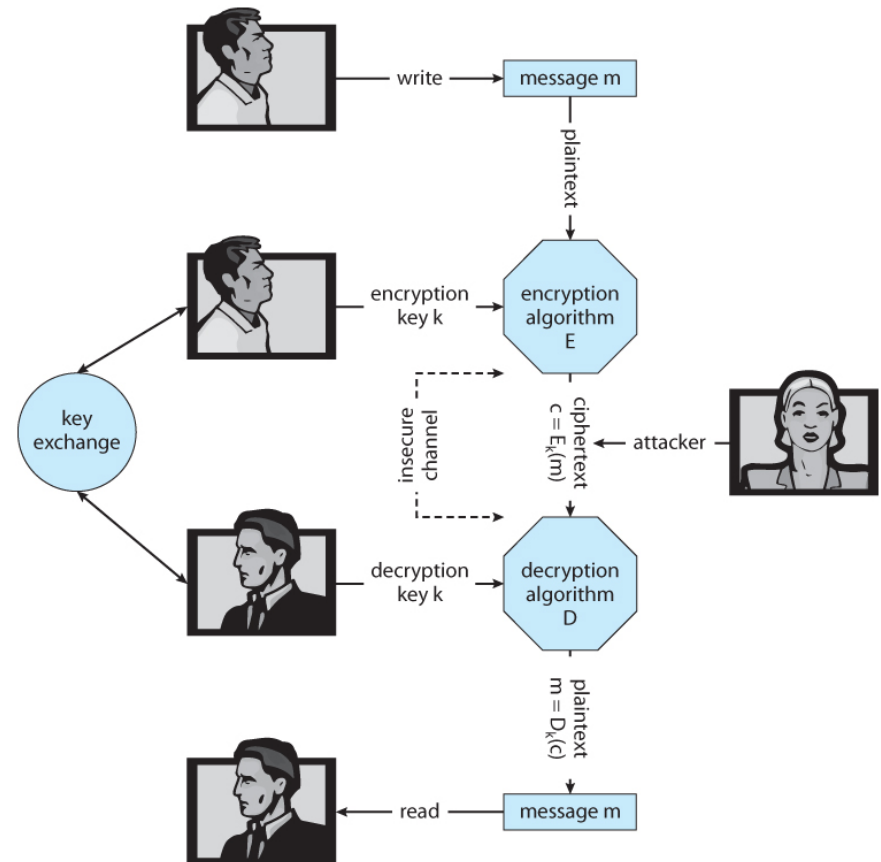 write
message m
plaintext
encryption
key k
encryption
algorithm
E
key
exchange
insecure
channel
ciphertext
c = Eₖ(m)
attacker
decryption
key k
decryption
algorithm
D
plaintext
m = Dₖ(c)
read
message m